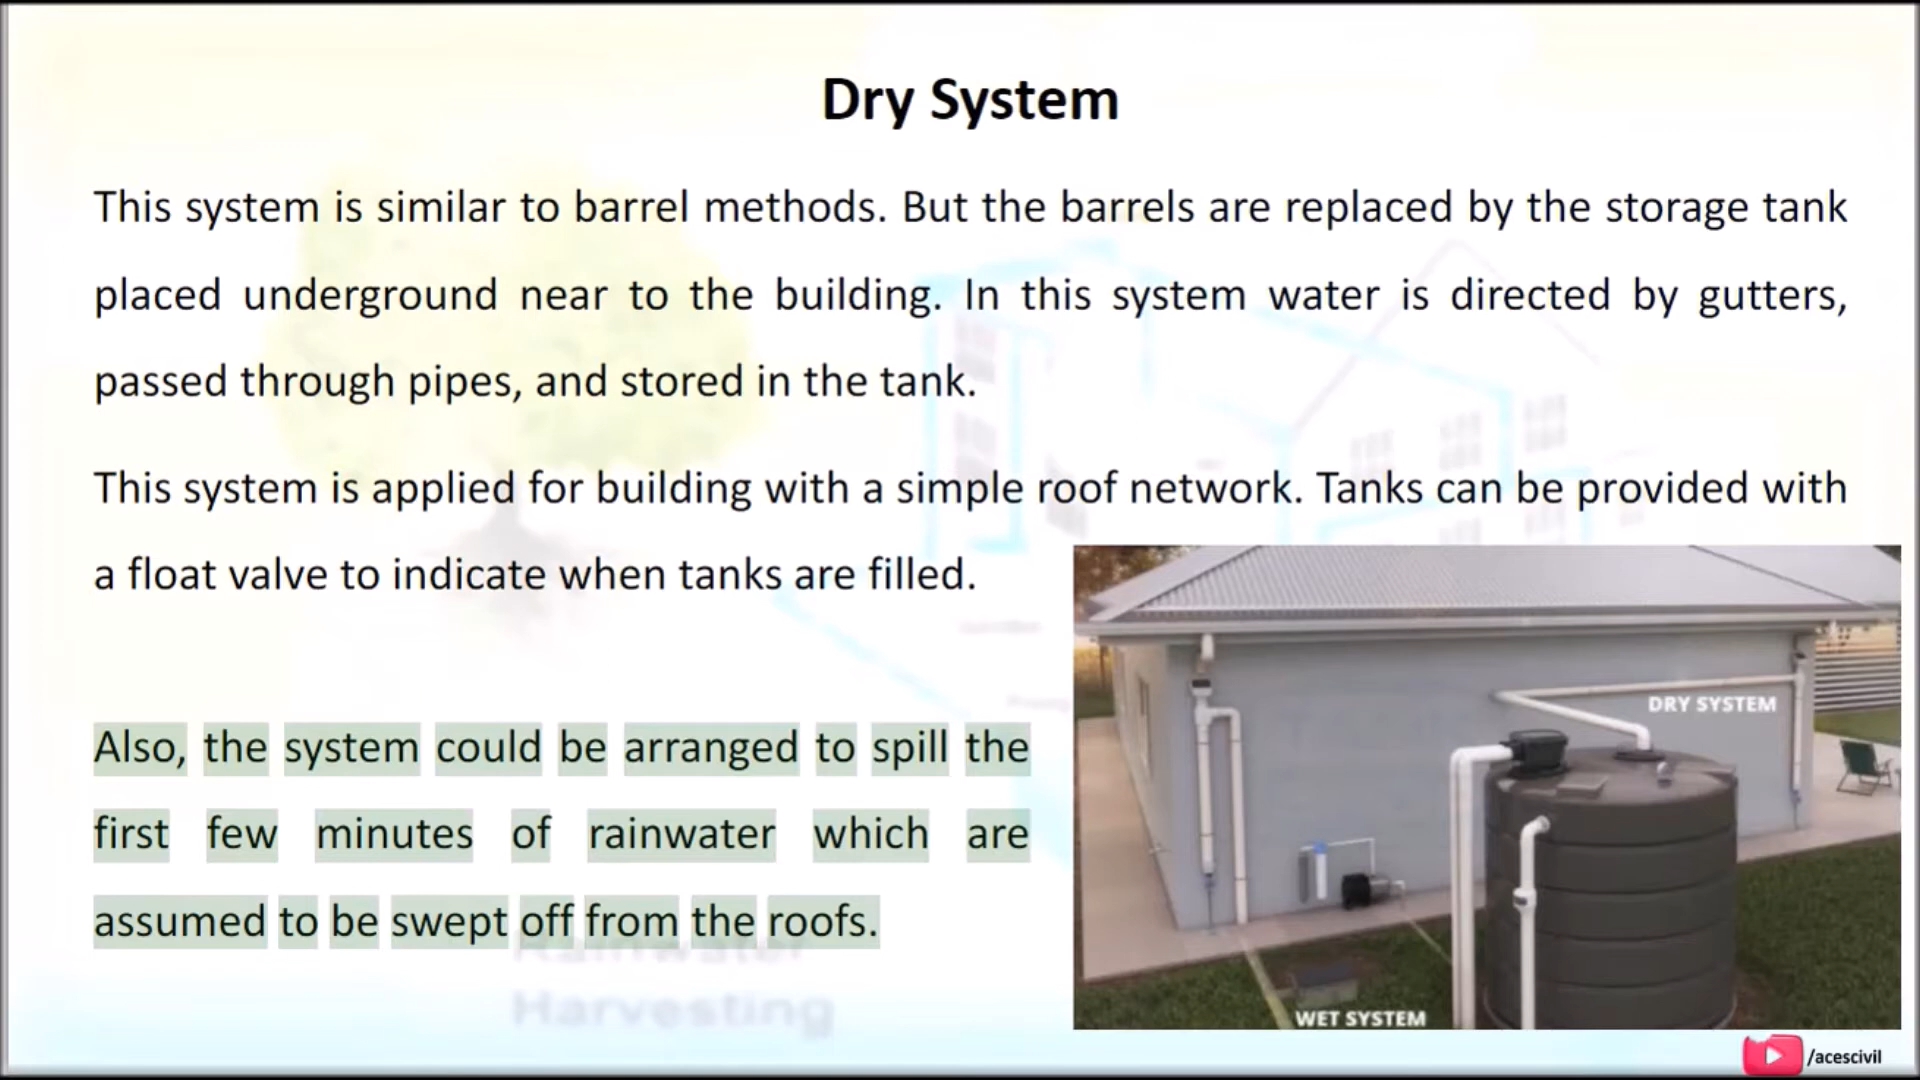 Dry System
This system is similar to barrel methods. But the barrels are replaced by the storage tank
placed underground near to the building. In this system water is directed by gutters,
passed through pipes, and stored in the tank.
This system is applied for building with a simple roof network. Tanks can be provided with
a float valve to indicate when tanks are filled.
Also, the system could be arranged to spill the
first few minutes of rainwater which are
assumed to be swept off from the roofs.
Rainwater
Harvesting
DRY SYSTEM
WET SYSTEM
/acescivil